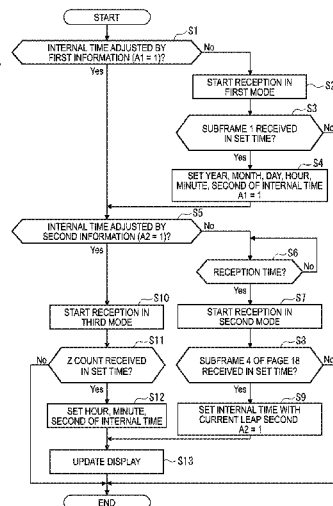 START
S1
INTERNAL TIME ADJUSTED BY
FIRST INFORMATION (A1 = 1)?
No
Yes
S2
START RECEPTION IN
FIRST MODE
S3
SUBFRAME 1 RECEIVED
IN SET TIME?
No
Yes
S4
SET YEAR, MONTH, DAY, HOUR,
MINUTE, SECOND OF INTERNAL TIME
A1 = 1
S5
INTERNAL TIME ADJUSTED BY
SECOND INFORMATION (A2 = 1)?
No
Yes
S6
RECEPTION TIME?
No
Yes
S10
START RECEPTION IN
THIRD MODE
S7
START RECEPTION IN
SECOND MODE
S11
Z COUNT RECEIVED
IN SET TIME?
No
Yes
S8
SUBFRAME 4 OF PAGE 18
RECEIVED IN SET TIME?
Yes
S12
SET HOUR, MINUTE,
SECOND OF INTERNAL TIME
S9
SET INTERNAL TIME WITH
CURRENT LEAP SECOND
A2 = 1
UPDATE DISPLAY
S13
END